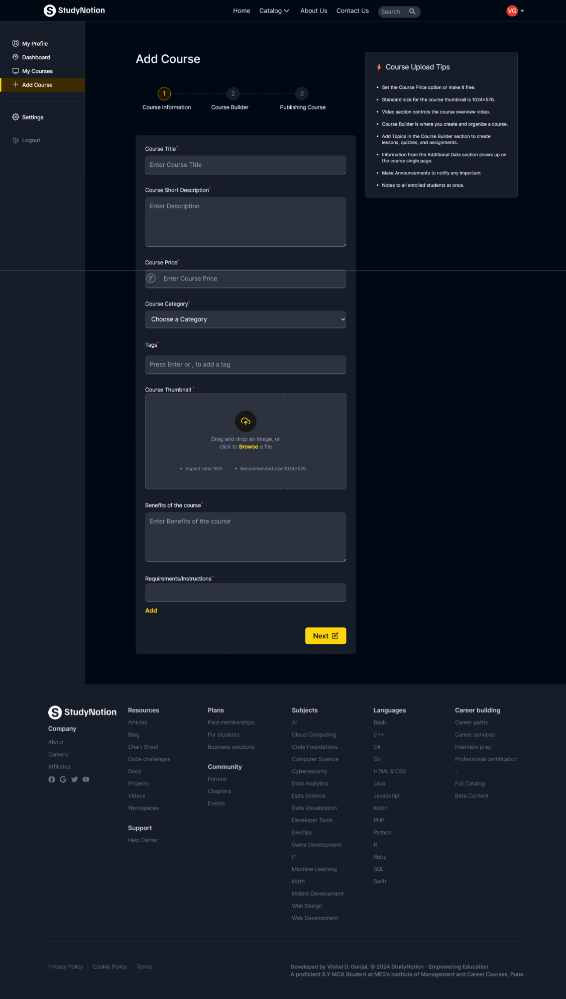 StudyNotion
Home
Catalog
About Us
Contact Us
Search
VG
My Profile
Dashboard
My Courses
Add Course
Settings
Logout
Add Course
1
2
3
Course Information
Course Builder
Publishing Course
Course Title*
Enter Course Title
Course Short Description*
Enter Description
Course Price*
₹
Enter Course Price
Course Category*
Choose a Category
Tags*
Press Enter or , to add a tag
Course Thumbnail *
Drag and drop an image, or
click to Browse a file
• Aspect ratio 16:9
• Recommended size 1024×576
Benefits of the course*
Enter Benefits of the course
Requirements/Instructions*
Add
Next
Course Upload Tips
• Set the Course Price option or make it free.
• Standard size for the course thumbnail is 1024×576.
• Video section controls the course overview video.
• Course Builder is where you create and organize a course.
• Add Topics in the Course Builder section to create
lessons, quizzes, and assignments.
• Information from the Additional Data section shows up on
the course single page.
• Make Announcements to notify any important
• Notes to all enrolled students at once.
StudyNotion
Company
About
Careers
Affiliates
Resources
Articles
Blog
Chart Sheet
Code challenges
Docs
Projects
Videos
Workspaces
Support
Help Center
Plans
Paid memberships
For students
Business solutions
Community
Forums
Chapters
Events
Subjects
AI
Cloud Computing
Code Foundations
Computer Science
Cybersecurity
Data Analytics
Data Science
Data Visualization
Developer Tools
DevOps
Game Development
IT
Machine Learning
Math
Mobile Development
Web Design
Web Development
Languages
Bash
C++
C#
Go
HTML & CSS
Java
JavaScript
Kotlin
PHP
Python
R
Ruby
SQL
Swift
Career building
Career paths
Career services
Interview prep
Professional certification
-
Full Catalog
Beta Content
Privacy Policy
Cookie Policy
Terms
Developed by Vishal D. Gunjal, © 2024 StudyNotion - Empowering Education
A proficient S.Y MCA Student at MES's Institute of Management and Career Courses, Pune.